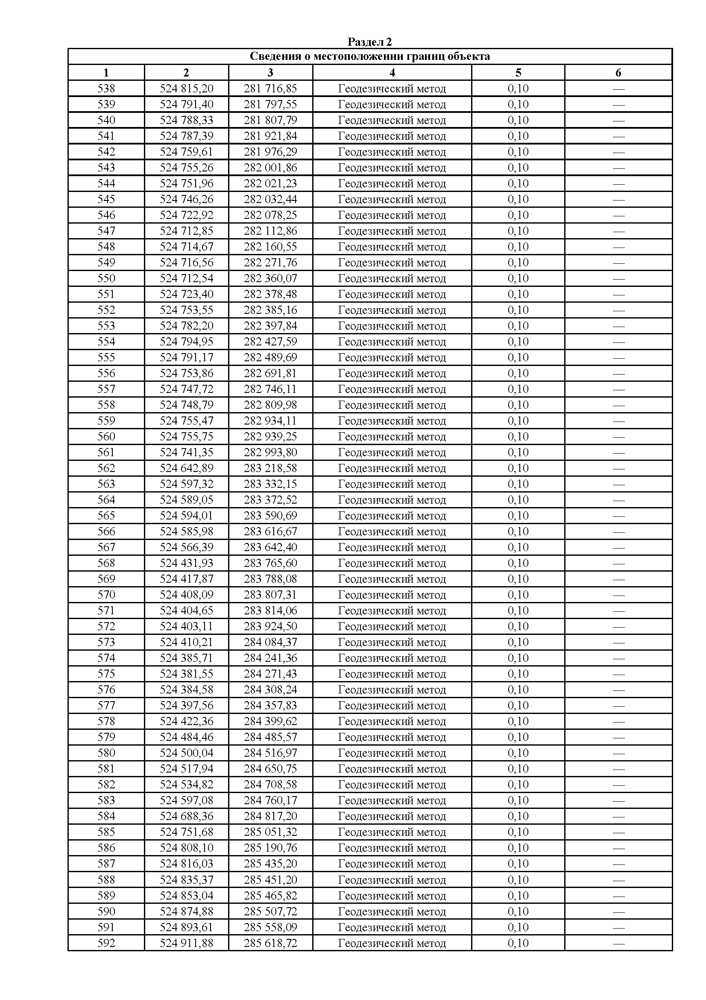 Раздел 2
Сведения о местоположении границ объекта
1 2 3 4 5 6
538 524 815,20 281 716,85 Геодезический метод 0,10 —
539 524 791,40 281 797,55 Геодезический метод 0,10 —
540 524 788,33 281 807,79 Геодезический метод 0,10 —
541 524 787,39 281 921,84 Геодезический метод 0,10 —
542 524 759,61 281 976,29 Геодезический метод 0,10 —
543 524 755,26 282 001,86 Геодезический метод 0,10 —
544 524 751,96 282 021,23 Геодезический метод 0,10 —
545 524 746,26 282 032,44 Геодезический метод 0,10 —
546 524 722,92 282 078,25 Геодезический метод 0,10 —
547 524 712,85 282 112,86 Геодезический метод 0,10 —
548 524 714,67 282 160,55 Геодезический метод 0,10 —
549 524 716,56 282 271,76 Геодезический метод 0,10 —
550 524 712,54 282 360,07 Геодезический метод 0,10 —
551 524 723,40 282 378,48 Геодезический метод 0,10 —
552 524 753,55 282 385,16 Геодезический метод 0,10 —
553 524 782,20 282 397,84 Геодезический метод 0,10 —
554 524 794,95 282 427,59 Геодезический метод 0,10 —
555 524 791,17 282 489,69 Геодезический метод 0,10 —
556 524 753,86 282 691,81 Геодезический метод 0,10 —
557 524 747,72 282 746,11 Геодезический метод 0,10 —
558 524 748,79 282 809,98 Геодезический метод 0,10 —
559 524 755,47 282 934,11 Геодезический метод 0,10 —
560 524 755,75 282 939,25 Геодезический метод 0,10 —
561 524 741,35 282 993,80 Геодезический метод 0,10 —
562 524 642,89 283 218,58 Геодезический метод 0,10 —
563 524 597,32 283 332,15 Геодезический метод 0,10 —
564 524 589,05 283 372,52 Геодезический метод 0,10 —
565 524 594,01 283 590,69 Геодезический метод 0,10 —
566 524 585,98 283 616,67 Геодезический метод 0,10 —
567 524 566,39 283 642,40 Геодезический метод 0,10 —
568 524 431,93 283 765,60 Геодезический метод 0,10 —
569 524 417,87 283 788,08 Геодезический метод 0,10 —
570 524 408,09 283 807,31 Геодезический метод 0,10 —
571 524 404,65 283 814,06 Геодезический метод 0,10 —
572 524 403,11 283 924,50 Геодезический метод 0,10 —
573 524 410,21 284 084,37 Геодезический метод 0,10 —
574 524 385,71 284 241,36 Геодезический метод 0,10 —
575 524 381,55 284 271,43 Геодезический метод 0,10 —
576 524 384,58 284 308,24 Геодезический метод 0,10 —
577 524 397,56 284 357,83 Геодезический метод 0,10 —
578 524 422,36 284 399,62 Геодезический метод 0,10 —
579 524 484,46 284 485,57 Геодезический метод 0,10 —
580 524 500,04 284 516,97 Геодезический метод 0,10 —
581 524 517,94 284 650,75 Геодезический метод 0,10 —
582 524 534,82 284 708,58 Геодезический метод 0,10 —
583 524 597,08 284 760,17 Геодезический метод 0,10 —
584 524 688,36 284 817,20 Геодезический метод 0,10 —
585 524 751,68 285 051,32 Геодезический метод 0,10 —
586 524 808,10 285 190,76 Геодезический метод 0,10 —
587 524 816,03 285 435,20 Геодезический метод 0,10 —
588 524 835,37 285 451,20 Геодезический метод 0,10 —
589 524 853,04 285 465,82 Геодезический метод 0,10 —
590 524 874,88 285 507,72 Геодезический метод 0,10 —
591 524 893,61 285 558,09 Геодезический метод 0,10 —
592 524 911,88 285 618,72 Геодезический метод 0,10 —